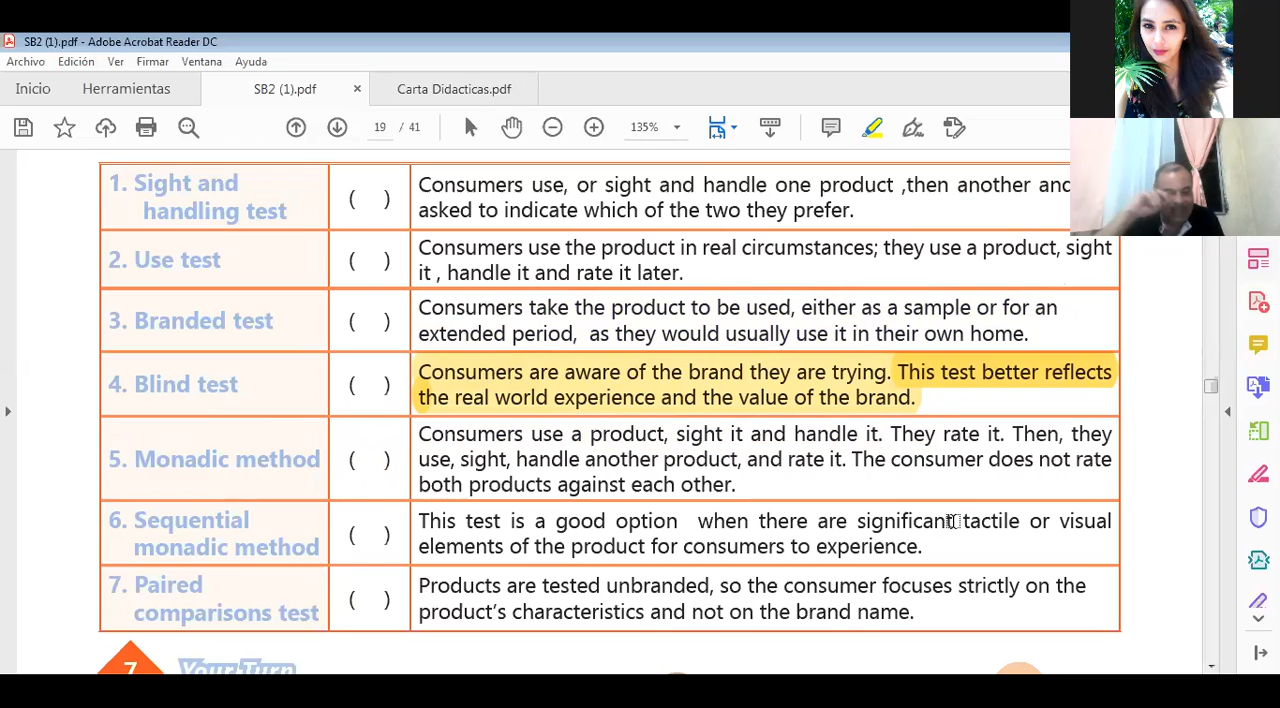 SB2 (1).pdf - Adobe Acrobat Reader DC
Archivo Edición Ver Firmar Ventana Ayuda
Inicio Herramientas SB2 (1).pdf × Carta Didacticas.pdf
19 / 41 135%
1. Sight and
handling test
( )
Consumers use, or sight and handle one product ,then another and
asked to indicate which of the two they prefer.
2. Use test
( )
Consumers use the product in real circumstances; they use a product, sight
it , handle it and rate it later.
3. Branded test
( )
Consumers take the product to be used, either as a sample or for an
extended period, as they would usually use it in their own home.
4. Blind test
( )
Consumers are aware of the brand they are trying. This test better reflects
the real world experience and the value of the brand.
5. Monadic method
( )
Consumers use a product, sight it and handle it. They rate it. Then, they
use, sight, handle another product, and rate it. The consumer does not rate
both products against each other.
6. Sequential
monadic method
( )
This test is a good option when there are significant tactile or visual
elements of the product for consumers to experience.
7. Paired
comparisons test
( )
Products are tested unbranded, so the consumer focuses strictly on the
product's characteristics and not on the brand name.
7 Your Turn